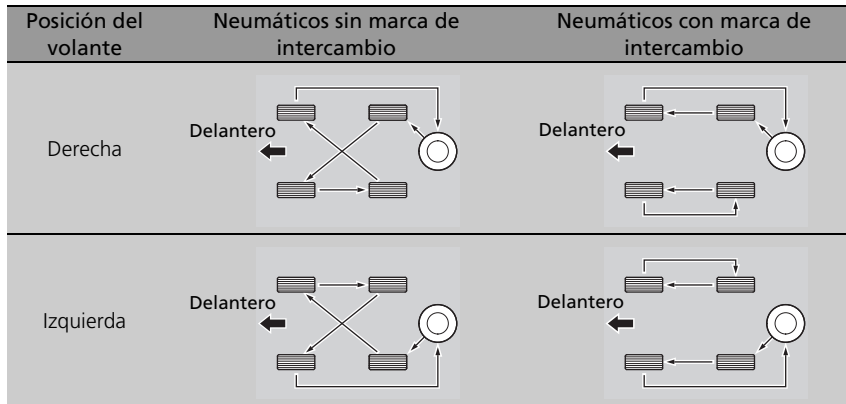 Posición del volante
Neumáticos sin marca de intercambio
Neumáticos con marca de intercambio
Derecha
Delantero
Delantero
Izquierda
Delantero
Delantero